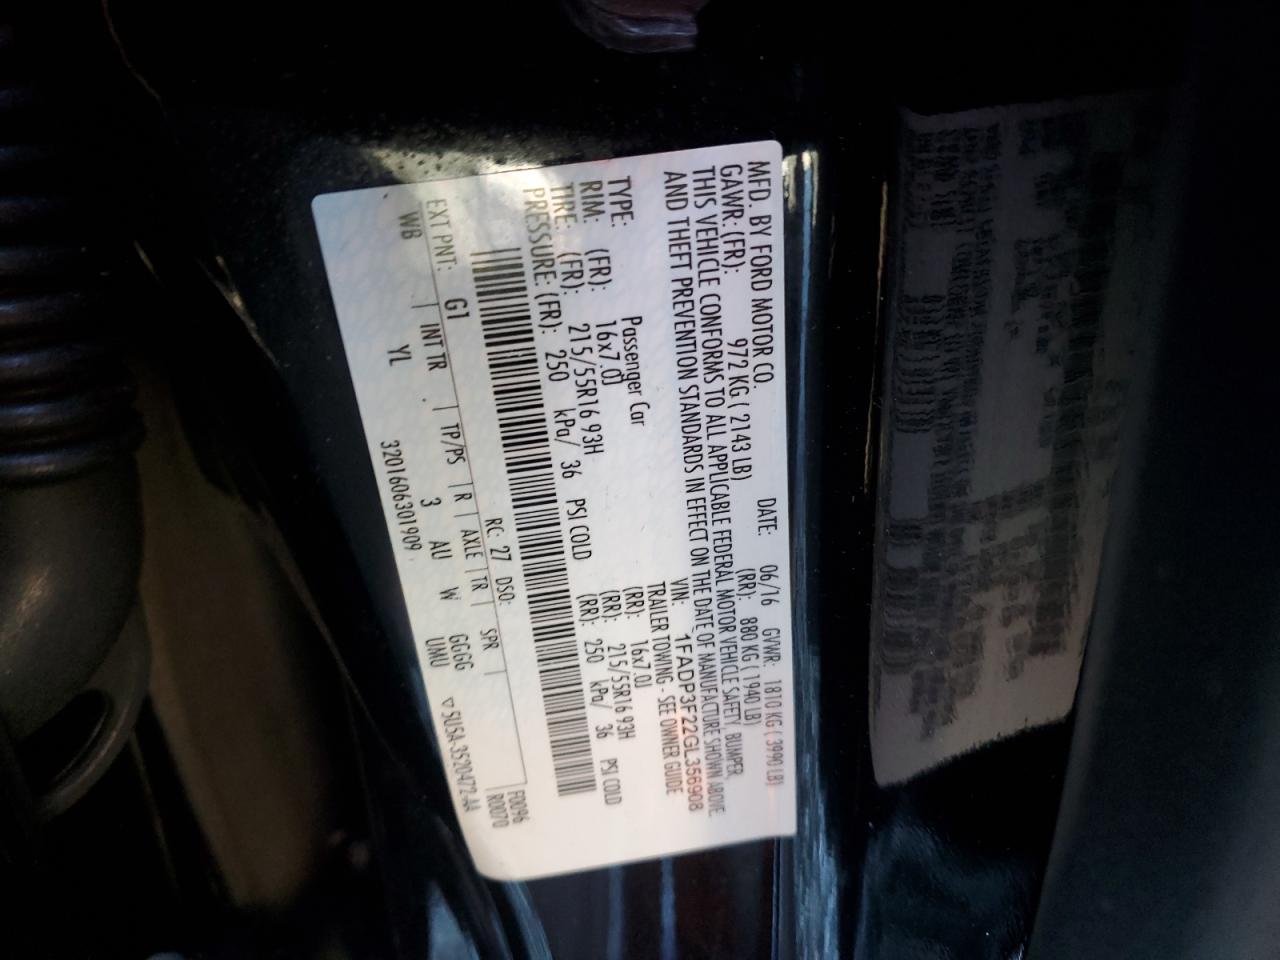 MFD. BY FORD MOTOR CO. DATE: 06/16 GVWR: 1810 KG ( 3990 LB)
GAWR: (FR): 972 KG ( 2143 LB) (RR): 880 KG ( 1940 LB)
THIS VEHICLE CONFORMS TO ALL APPLICABLE FEDERAL MOTOR VEHICLE SAFETY, BUMPER,
AND THEFT PREVENTION STANDARDS IN EFFECT ON THE DATE OF MANUFACTURE SHOWN ABOVE.
VIN: 1FADP3F22GL356908
TYPE: Passenger Car TRAILER TOWING - SEE OWNER GUIDE
RIM: (FR): 16x7.0J (RR): 16x7.0J
TIRE: (FR): 215/55R16 93H (RR): 215/55R16 93H
PRESSURE: (FR): 250 kPa/ 36 PSI COLD (RR): 250 kPa/ 36 PSI COLD
RC: 27 DSO: F0096
EXT PNT: G1 R0070
INT TR TP/PS R AXLE TR SPR
WB YL 3 AU W GGGG
3201606301909 UMU ▽ 5U5A-3520472-AA